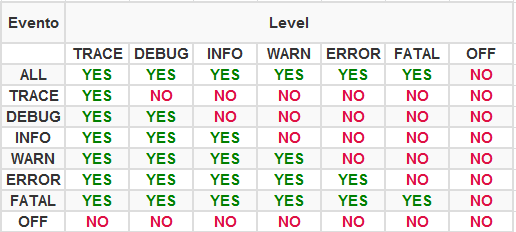 Evento Level
TRACE DEBUG INFO WARN ERROR FATAL OFF
ALL YES YES YES YES YES YES NO
TRACE YES NO NO NO NO NO NO
DEBUG YES YES NO NO NO NO NO
INFO YES YES YES NO NO NO NO
WARN YES YES YES YES NO NO NO
ERROR YES YES YES YES YES NO NO
FATAL YES YES YES YES YES YES NO
OFF NO NO NO NO NO NO NO